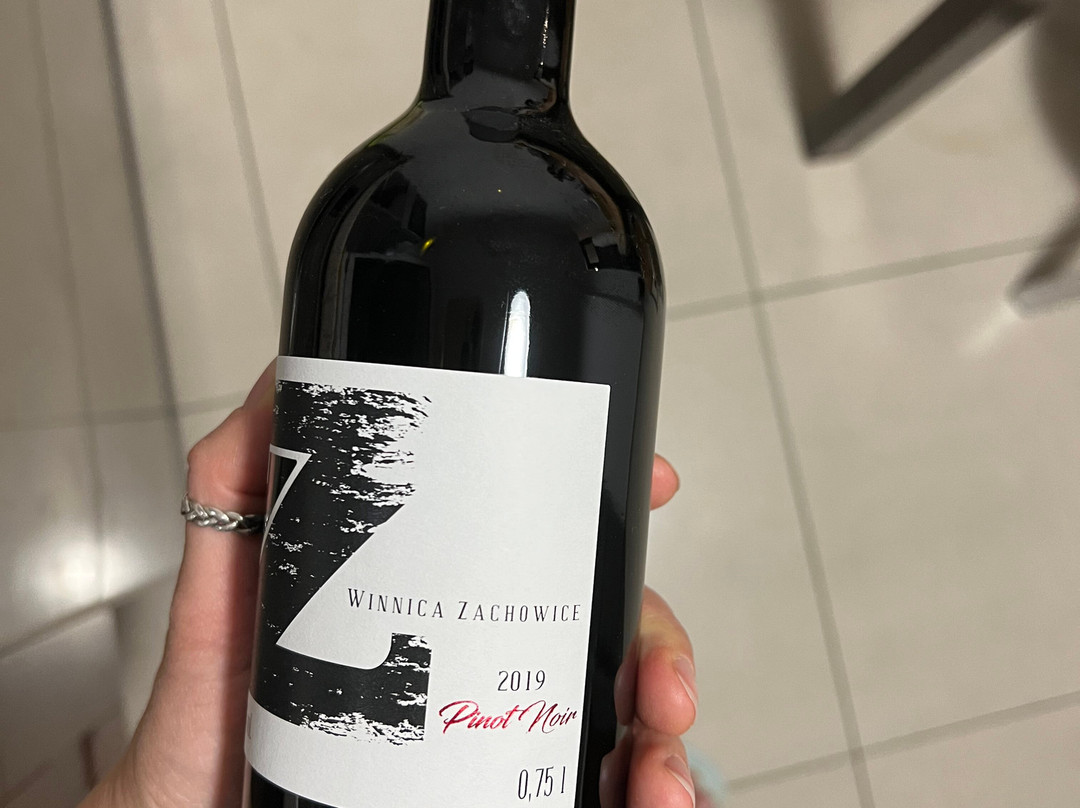 Z
WINNICA ZACHOWICE
2019
Pinot Noir
0,75 l